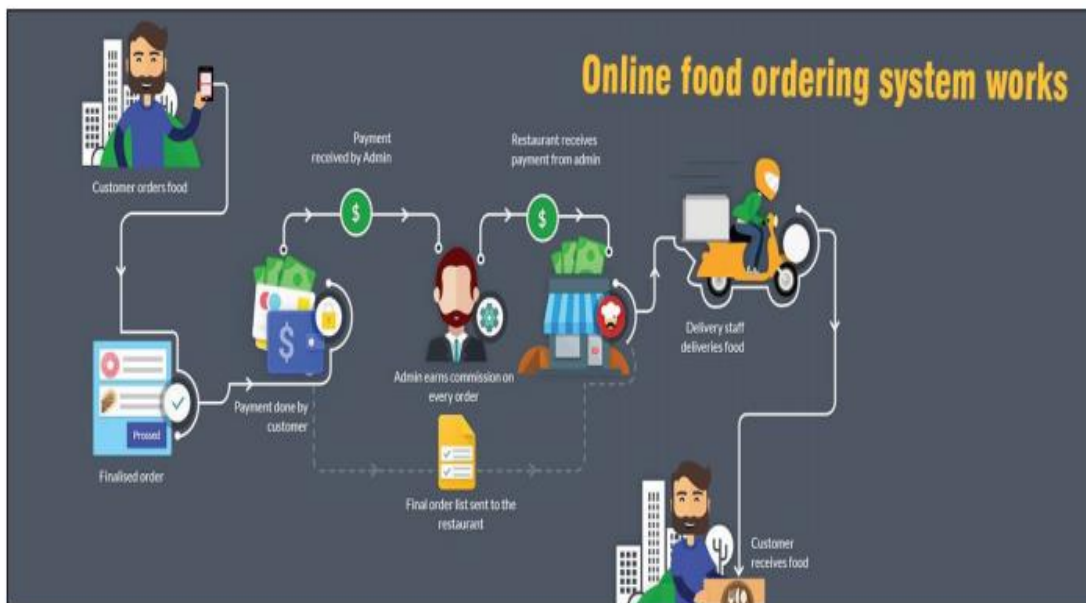 Online food ordering system works
Customer orders food
Payment
received by Admin
Restaurant receives
payment from admin
Delivery staff
deliveries food
Admin earns commission on
every order
Payment done by
customer
Prossed
Finalised order
Final order list sent to the
restaurant
Customer
receives food